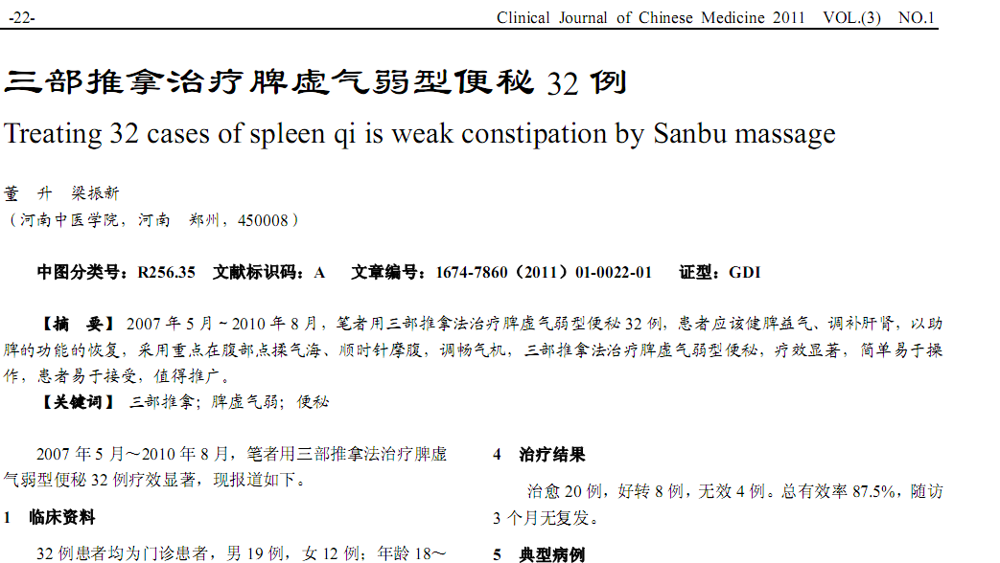 -22-
Clinical Journal of Chinese Medicine 2011 VOL.(3) NO.1
三部推拿治疗脾虚气弱型便秘 32 例
Treating 32 cases of spleen qi is weak constipation by Sanbu massage
董 升 梁振新
（河南中医学院，河南 郑州，450008）
中图分类号：R256.35 文献标识码：A 文章编号：1674-7860（2011）01-0022-01 证型：GDI
【摘 要】 2007 年 5 月～2010 年 8 月，笔者用三部推拿法治疗脾虚气弱型便秘 32 例，患者应该健脾益气、调补肝肾，以助
脾的功能的恢复，采用重点在腹部点揉气海、顺时针摩腹，调畅气机，三部推拿法治疗脾虚气弱型便秘，疗效显著，简单易于操
作，患者易于接受，值得推广。
【关键词】 三部推拿；脾虚气弱；便秘
2007 年 5 月～2010 年 8 月，笔者用三部推拿法治疗脾虚
气弱型便秘 32 例疗效显著，现报道如下。
1 临床资料
32 例患者均为门诊患者，男 19 例，女 12 例；年龄 18～
4 治疗结果
治愈 20 例，好转 8 例，无效 4 例。总有效率 87.5%，随访
3 个月无复发。
5 典型病例